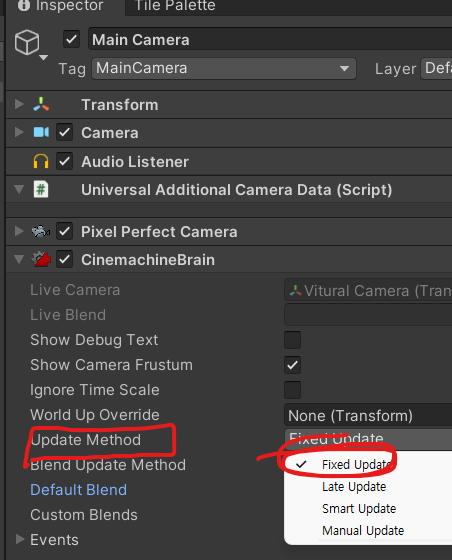 Inspector
Tile Palette
Main Camera
Tag MainCamera Layer Def
Transform
Camera
Audio Listener
# Universal Additional Camera Data (Script)
Pixel Perfect Camera
CinemachineBrain
Live Camera Vitural Camera (Tran
Live Blend
Show Debug Text
Show Camera Frustum
Ignore Time Scale
World Up Override None (Transform)
Update Method Fixed Update
Blend Update Method ✓ Fixed Update
Default Blend Late Update
Custom Blends Smart Update
Events Manual Update